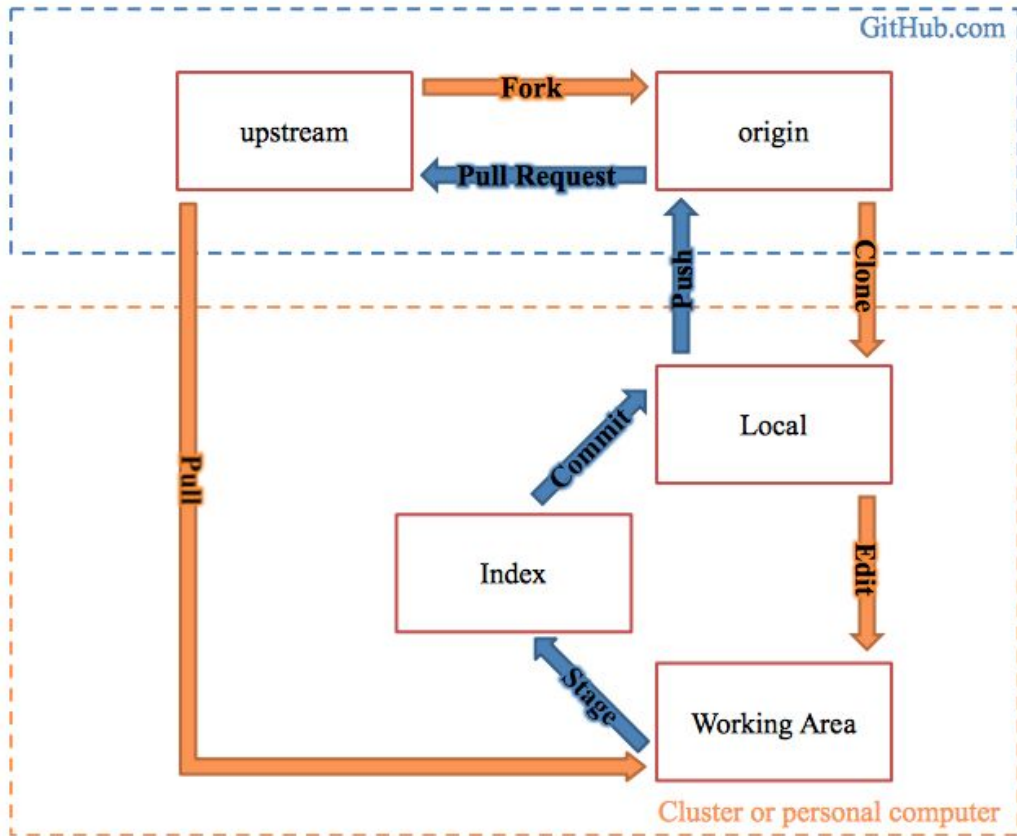 GitHub.com
Fork
upstream
origin
Pull Request
Push
Clone
Local
Commit
Pull
Index
Edit
Stage
Working Area
Cluster or personal computer